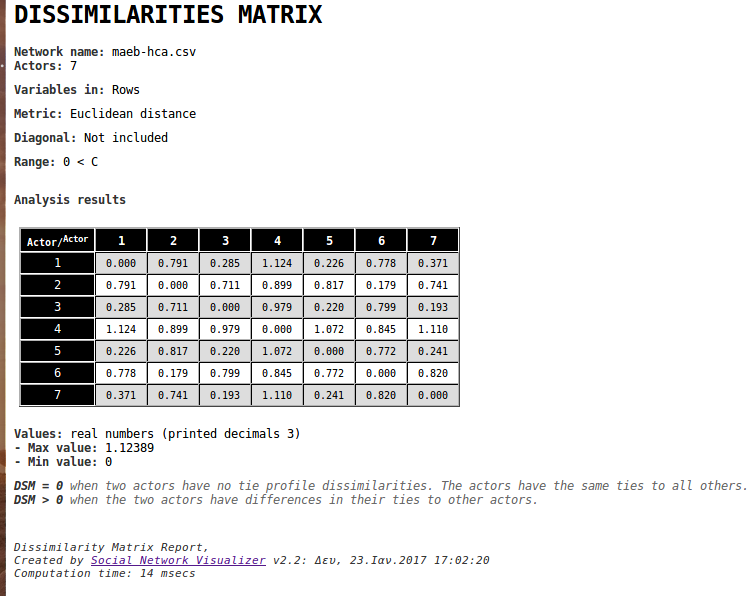 DISSIMILARITIES MATRIX
Network name: maeb-hca.csv
Actors: 7
Variables in: Rows
Metric: Euclidean distance
Diagonal: Not included
Range: 0 < C
Analysis results
Actor/Actor 1 2 3 4 5 6 7
1 0.000 0.791 0.285 1.124 0.226 0.778 0.371
2 0.791 0.000 0.711 0.899 0.817 0.179 0.741
3 0.285 0.711 0.000 0.979 0.220 0.799 0.193
4 1.124 0.899 0.979 0.000 1.072 0.845 1.110
5 0.226 0.817 0.220 1.072 0.000 0.772 0.241
6 0.778 0.179 0.799 0.845 0.772 0.000 0.820
7 0.371 0.741 0.193 1.110 0.241 0.820 0.000
Values: real numbers (printed decimals 3)
- Max value: 1.12389
- Min value: 0
DSM = 0 when two actors have no tie profile dissimilarities. The actors have the same ties to all others.
DSM > 0 when the two actors have differences in their ties to other actors.
Dissimilarity Matrix Report,
Created by Social Network Visualizer v2.2: Δευ, 23.Ιαν.2017 17:02:20
Computation time: 14 msecs